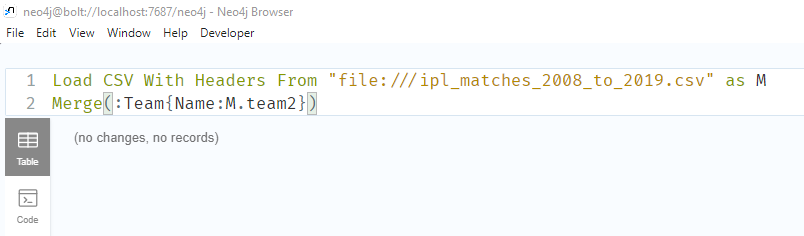 neo4j@bolt://localhost:7687/neo4j - Neo4j Browser
File Edit View Window Help Developer
1 Load CSV With Headers From "file:///ipl_matches_2008_to_2019.csv" as M
2 Merge(:Team{Name:M.team2})
(no changes, no records)
Table
Code